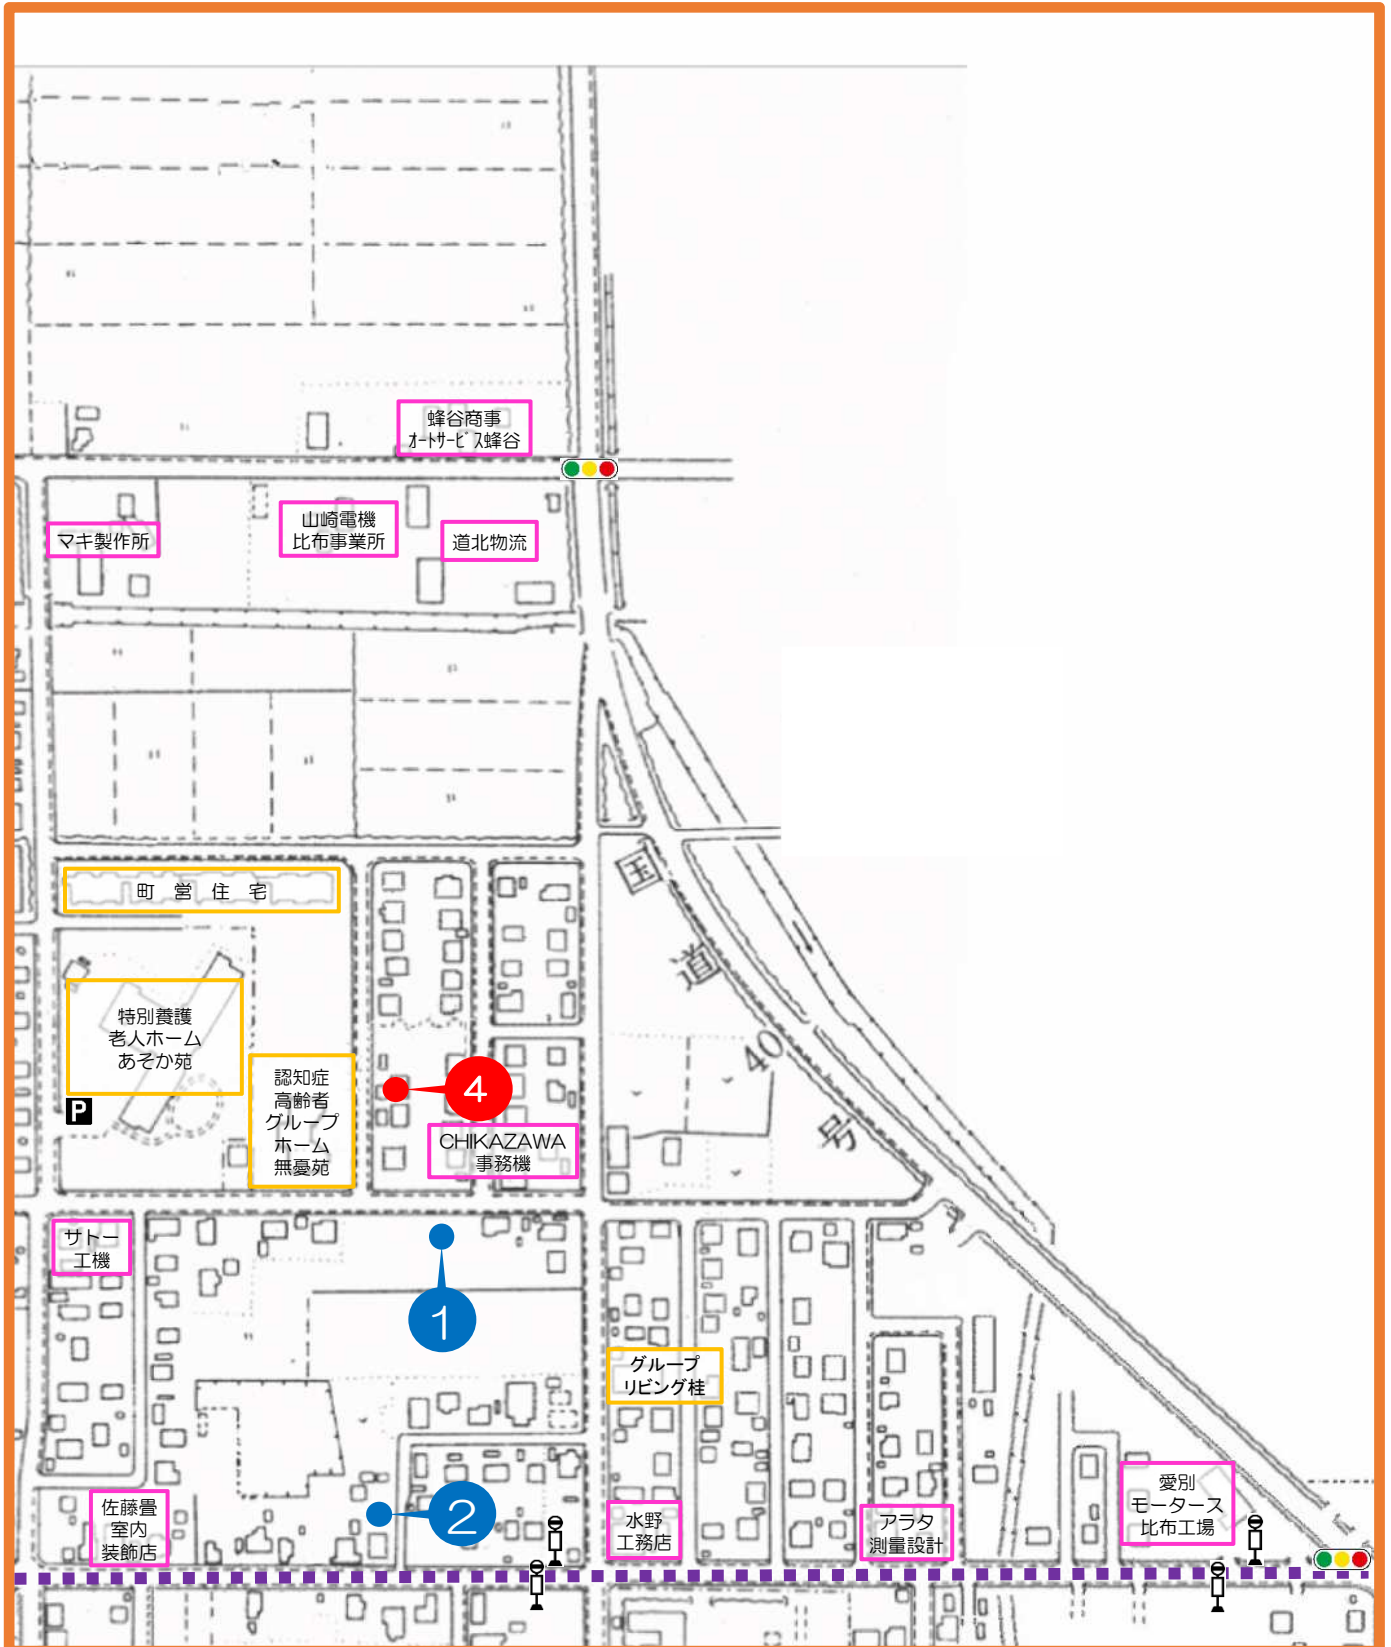 蜂谷商事
ｵｰﾄｻｰﾋﾞｽ蜂谷
マキ製作所
山崎電機
比布事業所
道北物流
町営住宅
国道40号
特別養護
老人ホーム
あそか苑
認知症
高齢者
グループ
ホーム
無憂苑
P
4
CHIKAZAWA
事務機
サトー
工機
1
グループ
リビング桂
佐藤畳
室内
装飾店
2
水野
工務店
アラタ
測量設計
愛別
モータース
比布工場